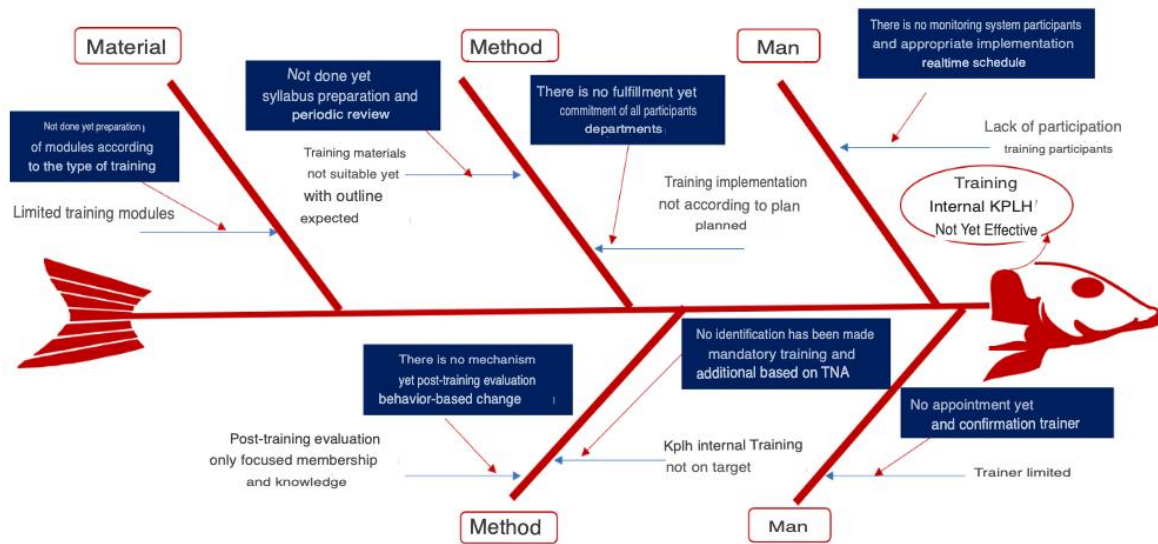 Material
Method
Man
There is no monitoring system participants
and appropriate implementation
realtime schedule
Not done yet
syllabus preparation and
periodic review
There is no fulfillment yet
commitment of all participants
departments
Not done yet preparation
of modules according
to the type of training
Lack of participation
training participants
Training materials
not suitable yet
with outline
expected
Training implementation
not according to plan
planned
Limited training modules
Training
Internal KPLH
Not Yet Effective
There is no mechanism
yet post-training evaluation
behavior-based change
No identification has been made
mandatory training and
additional based on TNA
No appointment yet
and confirmation trainer
Post-training evaluation
only focused membership
and knowledge
Kplh internal Training
not on target
Trainer limited
Method
Man